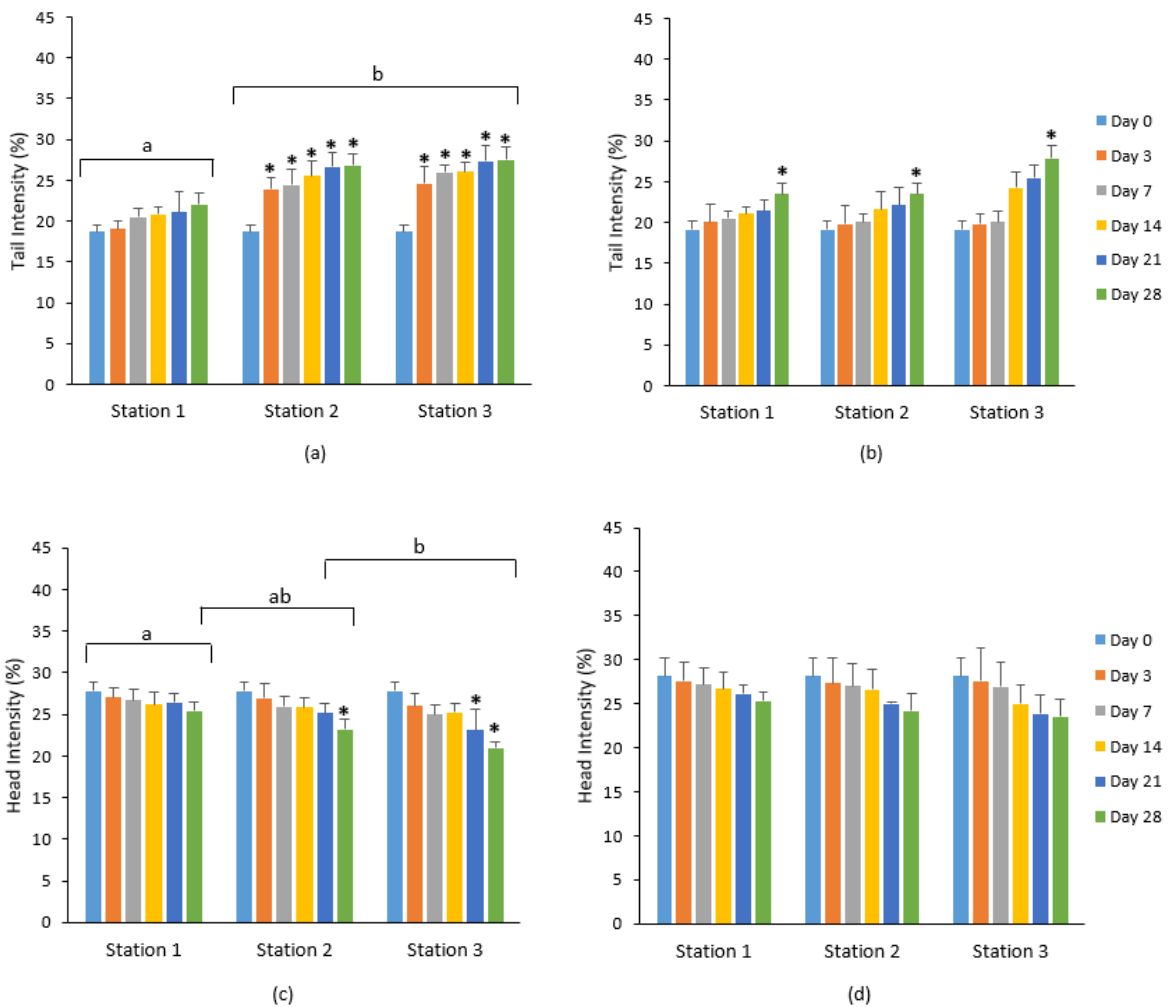 45
40
35
30
25
20
15
10
5
0
Tail Intensity (%)
a
b
* * * * *
* * * * *
Station 1 Station 2 Station 3
(a)
45
40
35
30
25
20
15
10
5
0
Tail Intensity (%)
* * *
Station 1 Station 2 Station 3
(b)
Day 0
Day 3
Day 7
Day 14
Day 21
Day 28
45
40
35
30
25
20
15
10
5
0
Head Intensity (%)
a
ab
b
*
* *
Station 1 Station 2 Station 3
(c)
45
40
35
30
25
20
15
10
5
0
Head Intensity (%)
Station 1 Station 2 Station 3
(d)
Day 0
Day 3
Day 7
Day 14
Day 21
Day 28